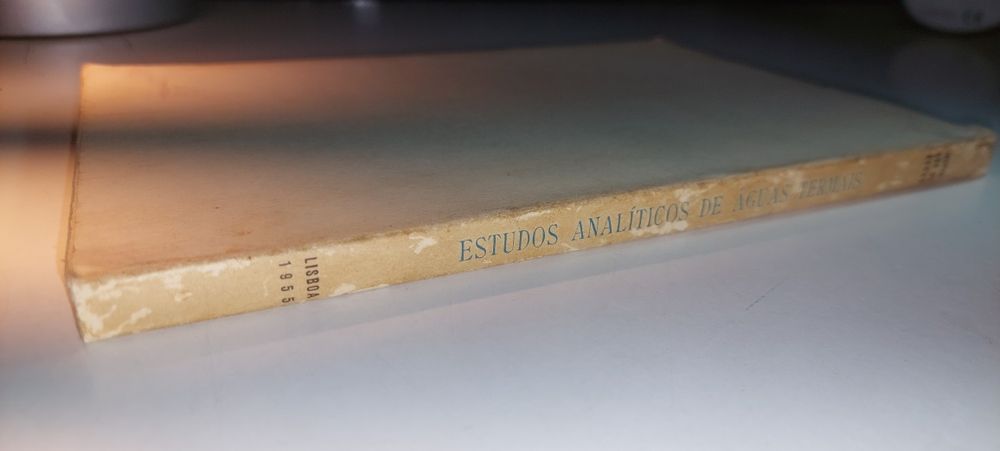 ESTUDOS ANALÍTICOS DE ÁGUAS TERMAIS
LISBOA
1955